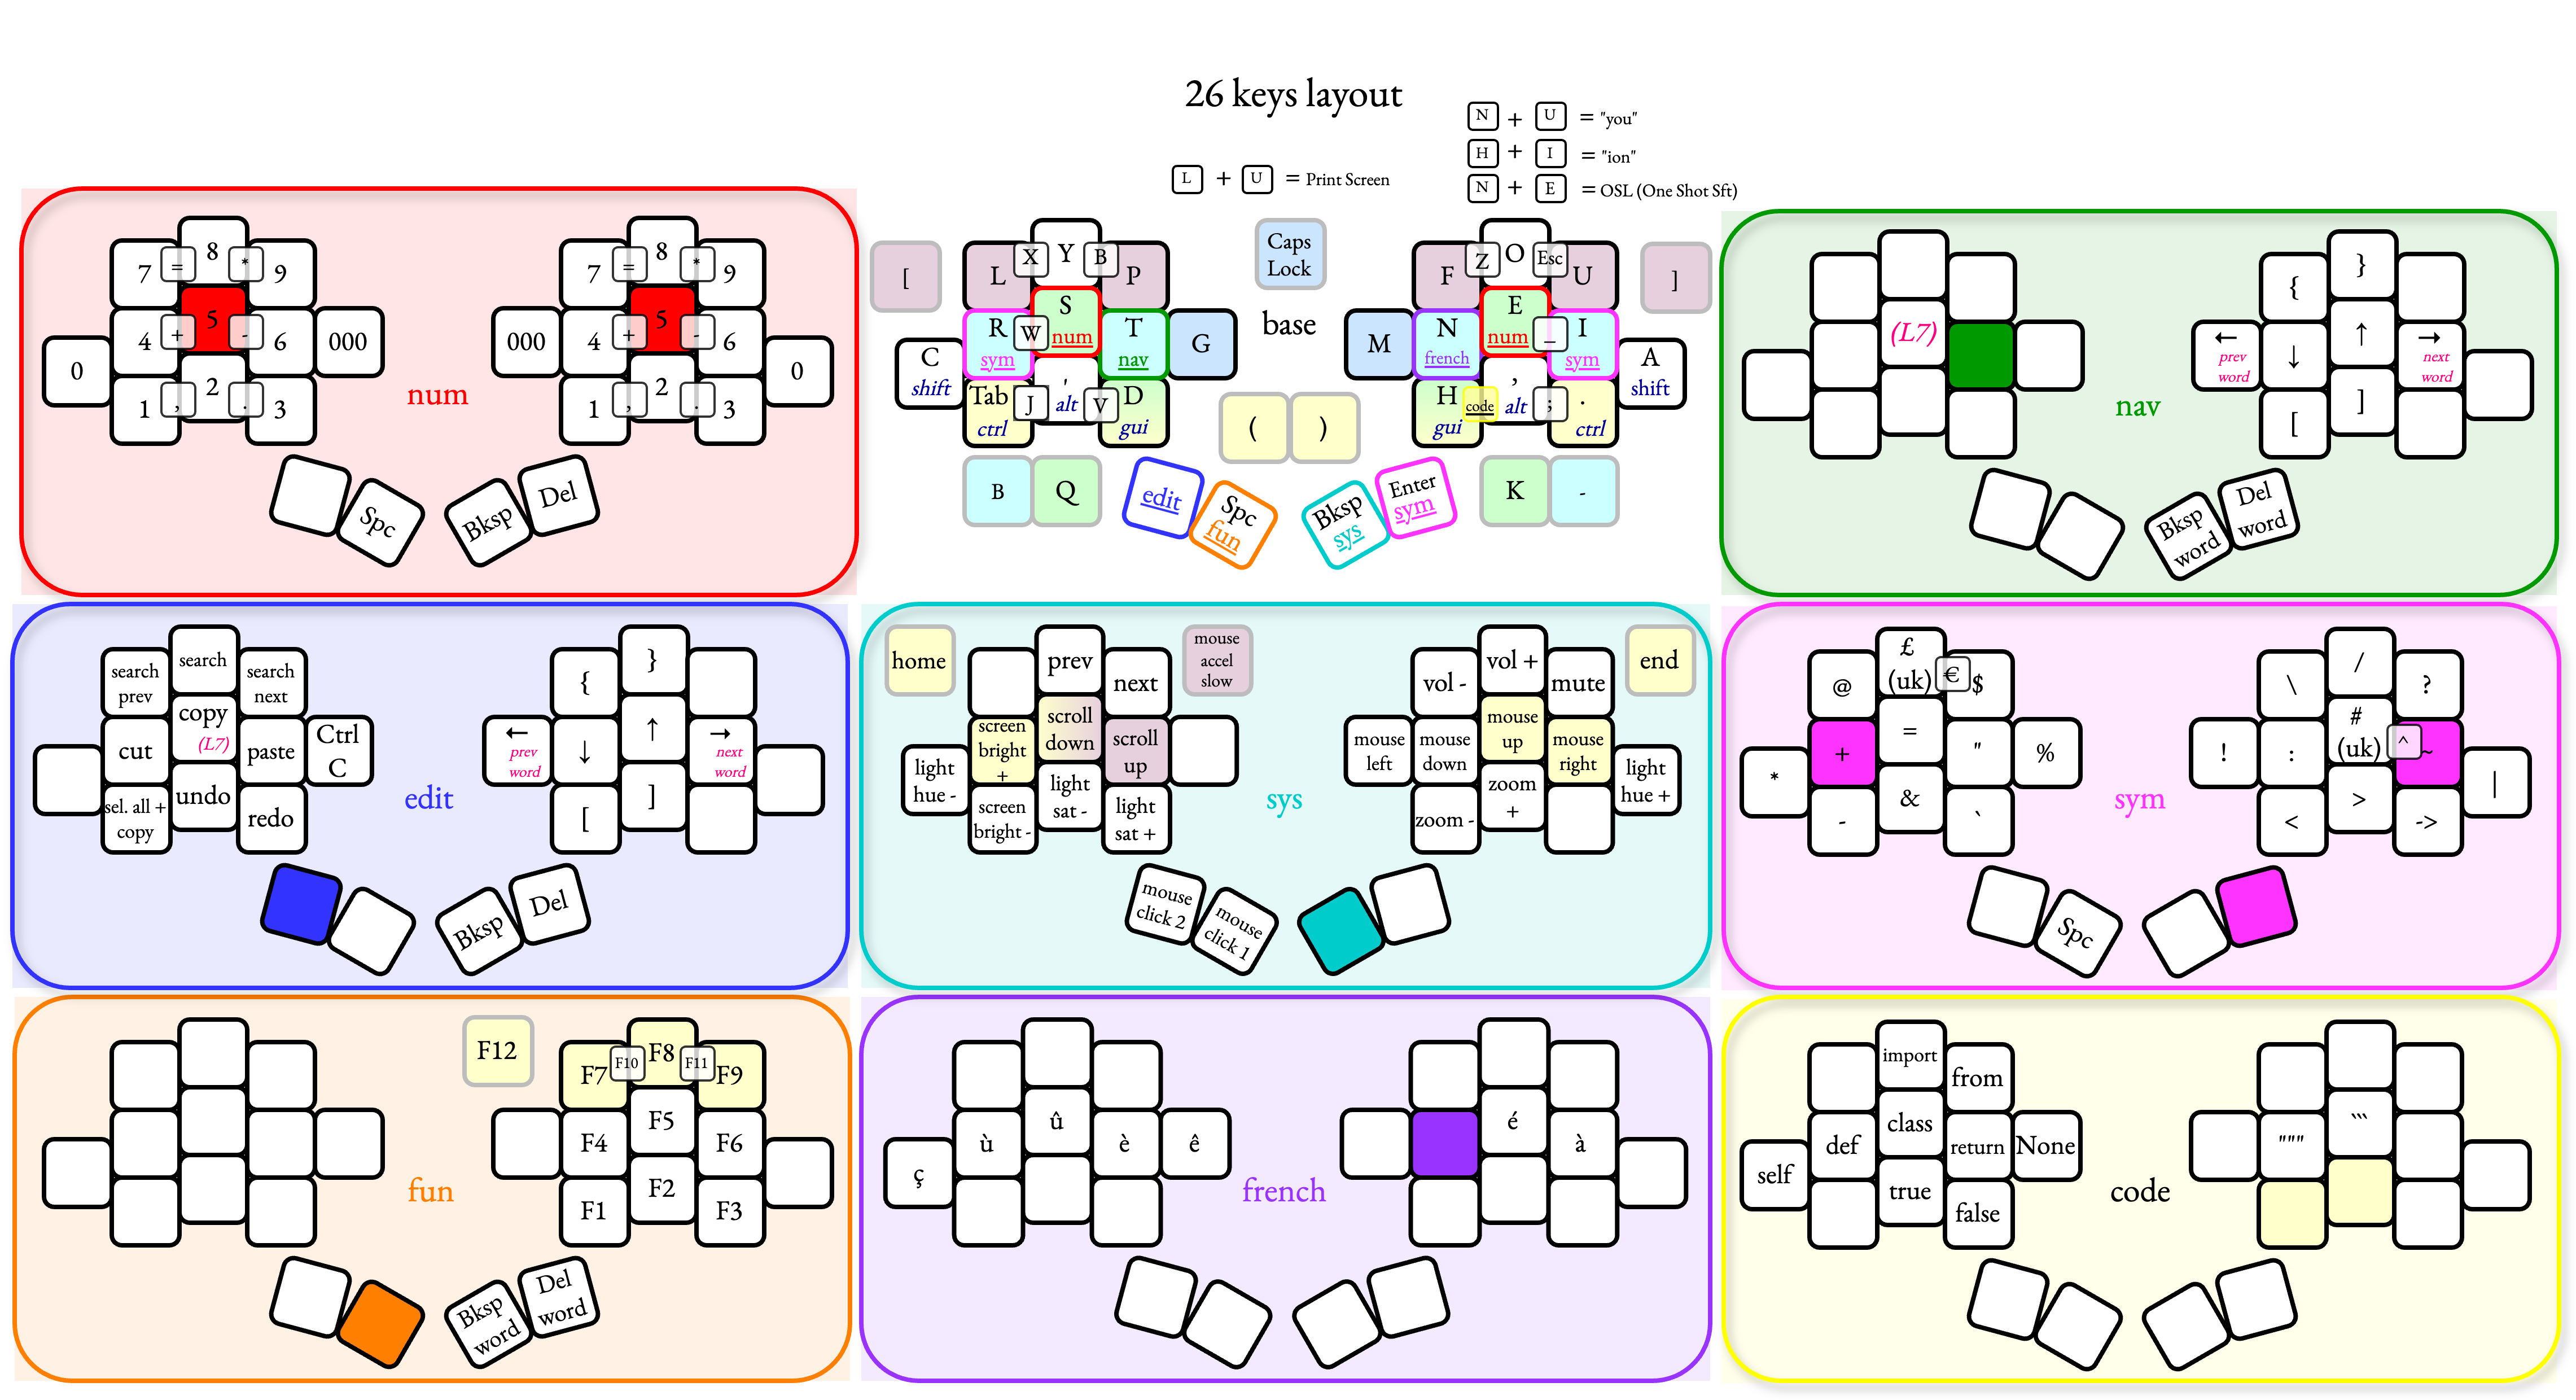 26 keys layout
N + U = "you"
H + I = "ion"
L + U = Print Screen
N + E = OSL (One Shot Sft)
8 8
7 = * 9 7 = * 9
5 5
4 + - 6 000 000 4 + - 6
0 0
2 2
1 , . 3 1 , . 3
num
Spc Bksp Del
Caps
Lock
[ L X Y B P F Z O Esc U ]
base
R W S T G M N E _ I
sym num nav french num sym
C A
shift shift
Tab J ' V D H code , ; .
ctrl alt gui gui alt ctrl
( )
B Q K -
edit Spc Bksp Enter
fun sys sym
{ }
(L7)
← ↓ ↑ →
prev next
word word
[ ]
nav
Bksp Del
word word
search search search
prev next
cut copy paste Ctrl
(L7) C
sel. all + undo redo
copy
edit
{ }
← ↓ ↑ →
prev next
word word
[ ]
Bksp Del
home prev next mouse
accel
slow
vol - vol + mute end
screen scroll scroll
bright down up
+
mouse mouse mouse mouse
left down up right
light light
hue - hue +
screen light light
bright - sat - sat +
zoom - zoom
+
sys
mouse mouse
click 2 click 1
@ £ € $ \ / ?
(uk)
+ = " % ! : # ^ ~
(uk)
* |
- & ` < > ->
sym
Spc
F12
F7 F10 F8 F11 F9
F4 F5 F6
F1 F2 F3
fun
Bksp Del
word word
ù û è ê é à
ç
french
import from
def class return None """ ```
self
true false
code